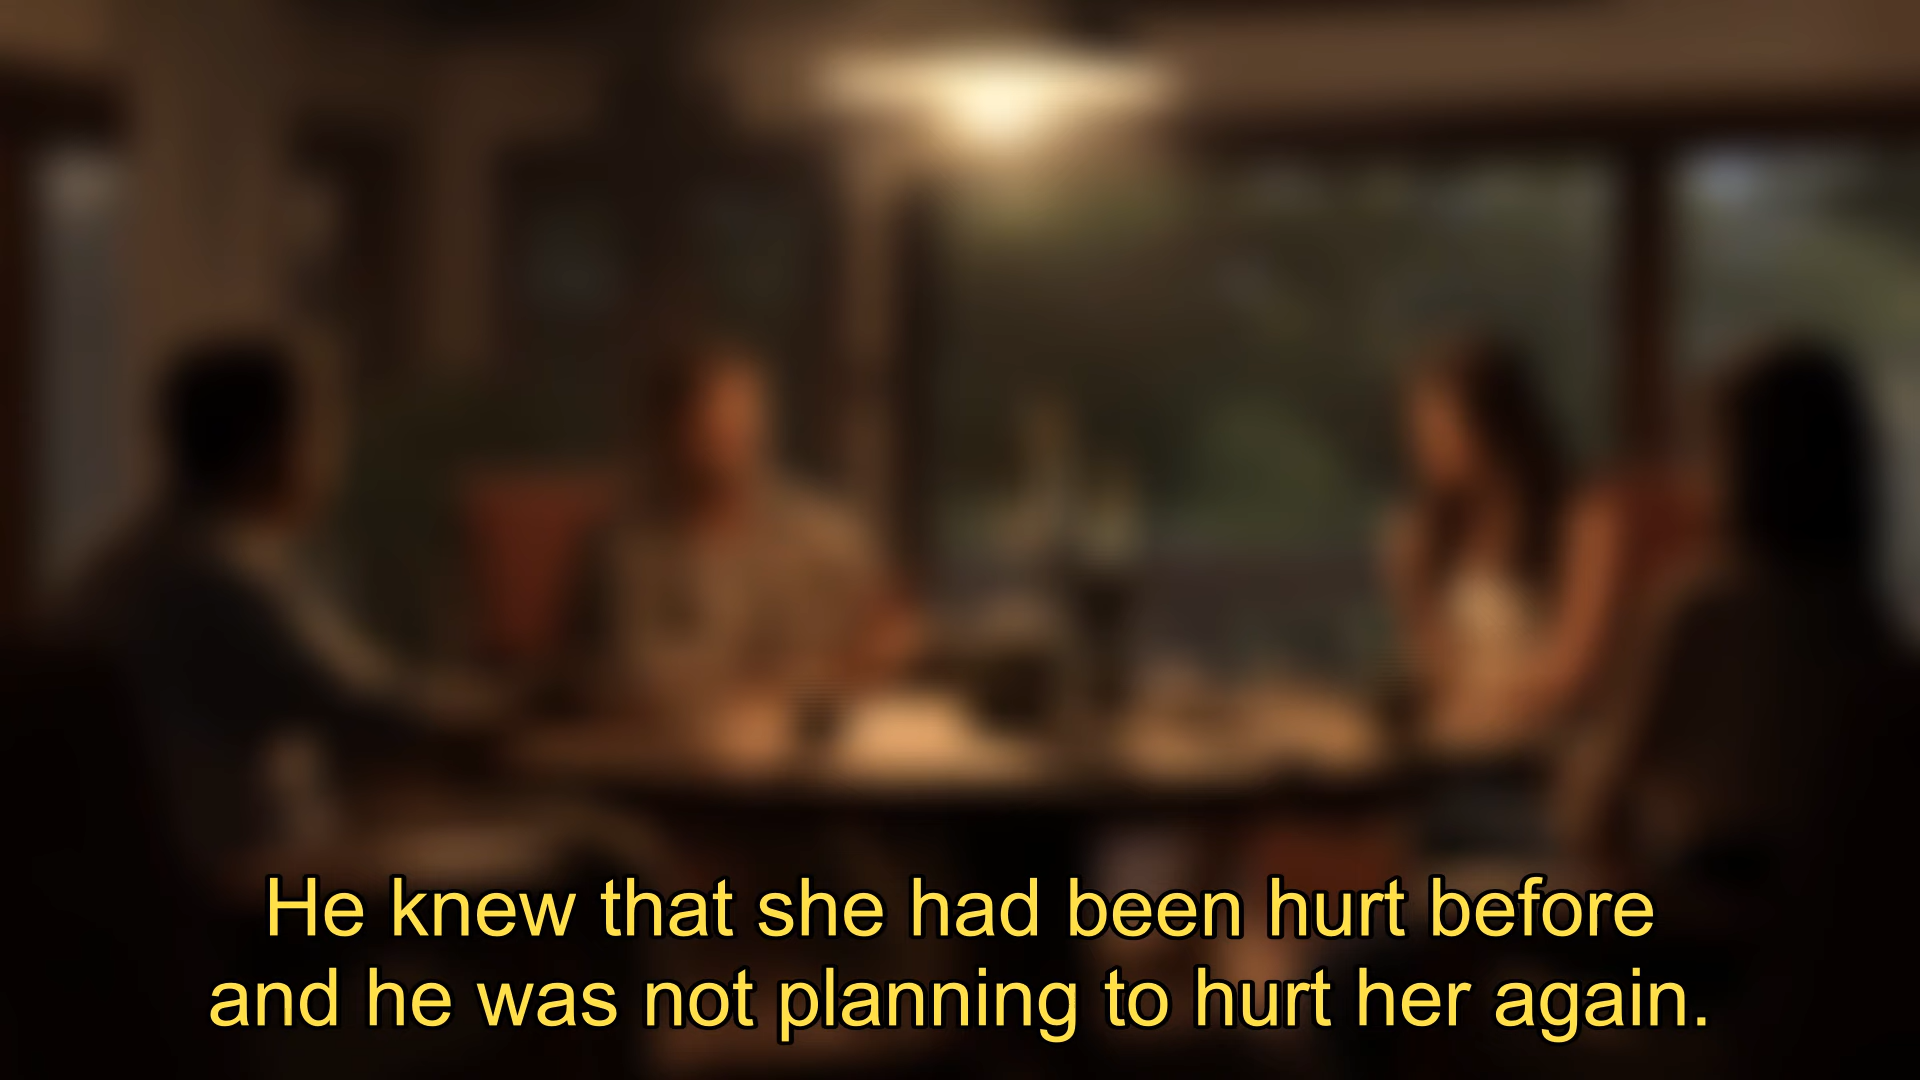 He knew that she had been hurt before
and he was not planning to hurt her again.